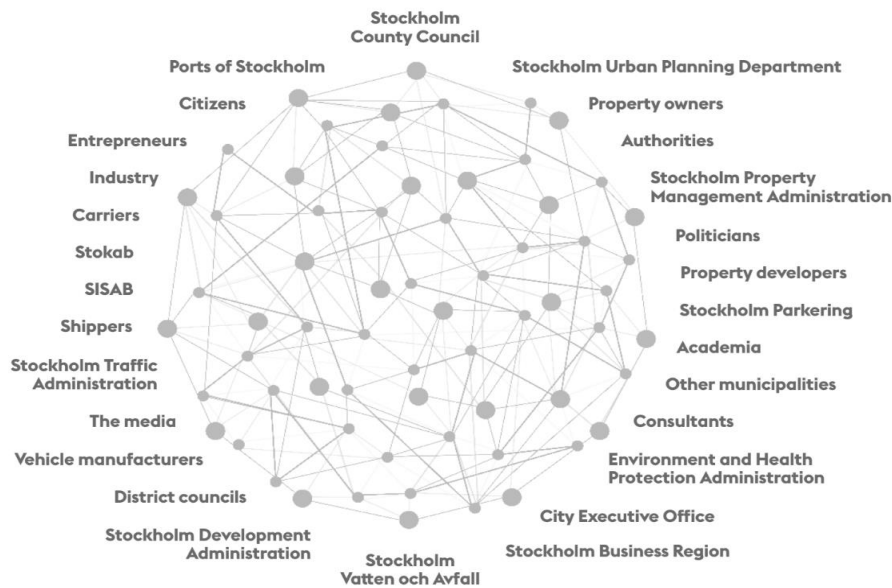 Stockholm
County Council
Ports of Stockholm
Stockholm Urban Planning Department
Citizens
Property owners
Entrepreneurs
Authorities
Industry
Stockholm Property
Management Administration
Carriers
Politicians
Stokab
Property developers
SISAB
Stockholm Parkering
Shippers
Academia
Stockholm Traffic
Administration
Other municipalities
The media
Consultants
Vehicle manufacturers
Environment and Health
Protection Administration
District councils
City Executive Office
Stockholm Development
Administration
Stockholm Business Region
Stockholm
Vatten och Avfall